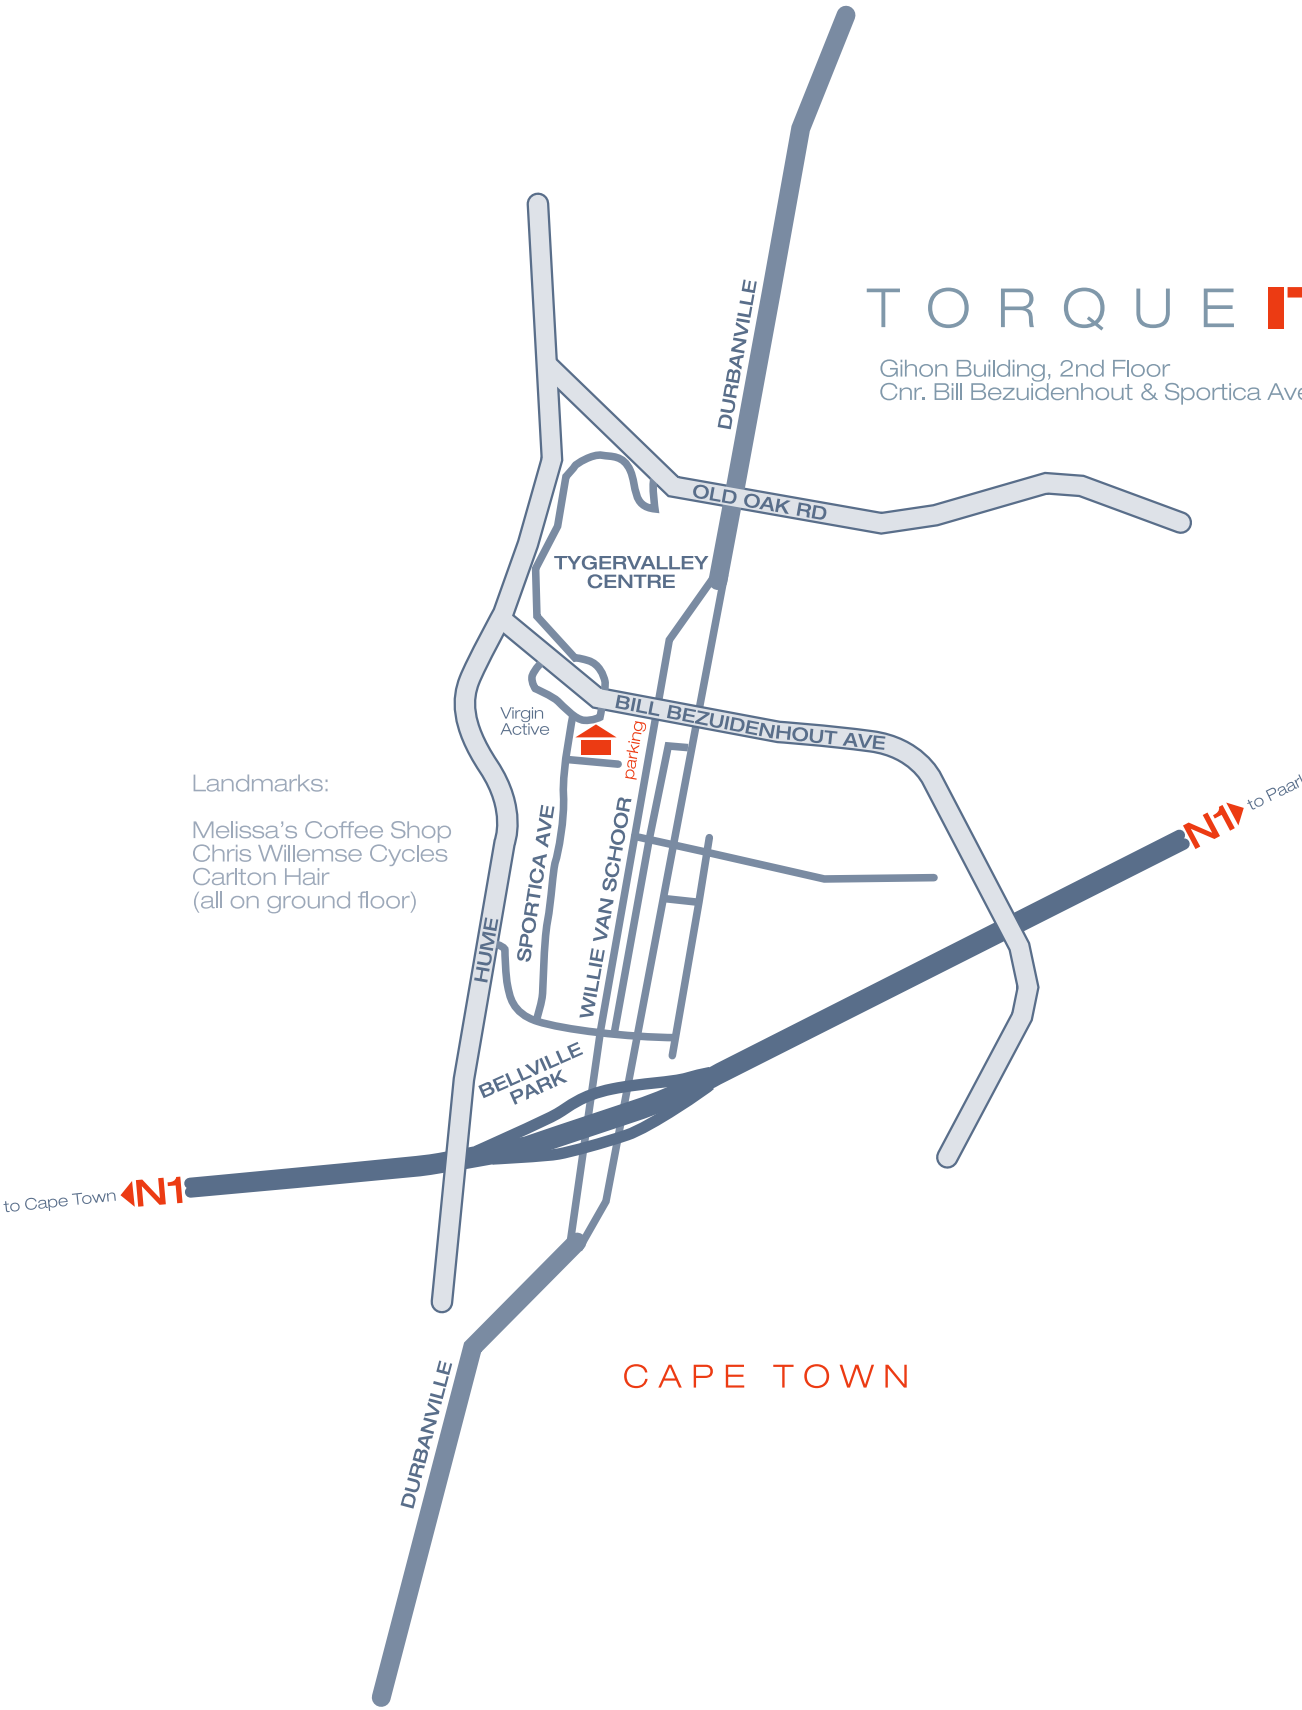 DURBANVILLE
TORQUE
Gihon Building, 2nd Floor
Cnr. Bill Bezuidenhout & Sportica Ave
OLD OAK RD
TYGERVALLEY
CENTRE
BILL BEZUIDENHOUT AVE
Virgin
Active
parking
Landmarks:
Melissa's Coffee Shop
Chris Willemse Cycles
Carlton Hair
(all on ground floor)
SPORTICA AVE
WILLIE VAN SCHOOR
HUME
N1 to Paarl
BELLVILLE
PARK
to Cape Town N1
CAPE TOWN
DURBANVILLE